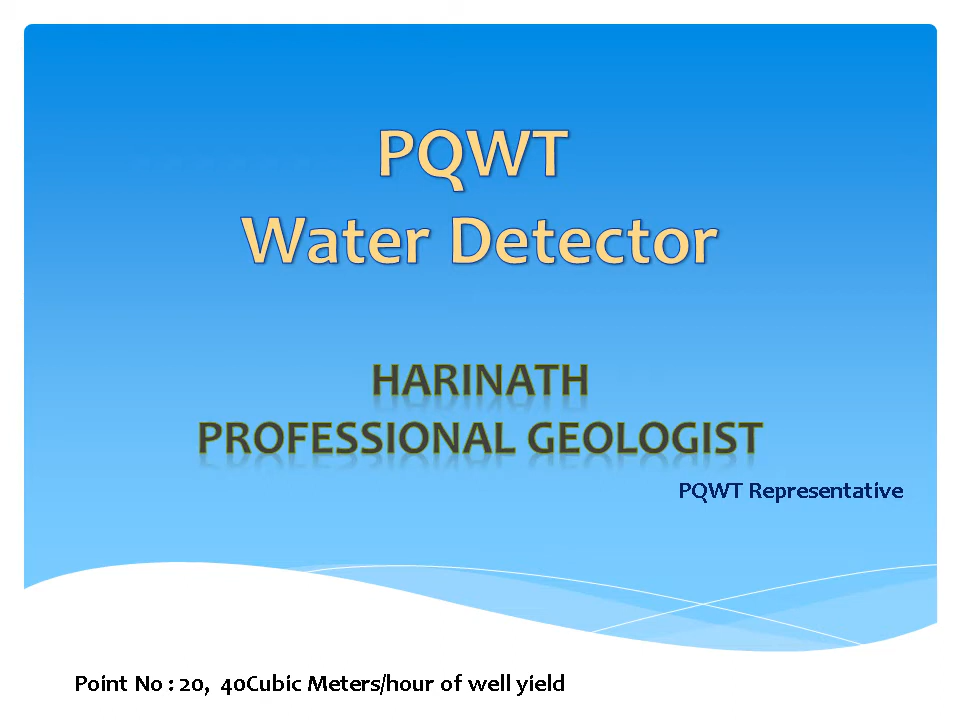 PQWT
Water Detector
HARINATH
PROFESSIONAL GEOLOGIST
PQWT Representative
Point No : 20, 40Cubic Meters/hour of well yield